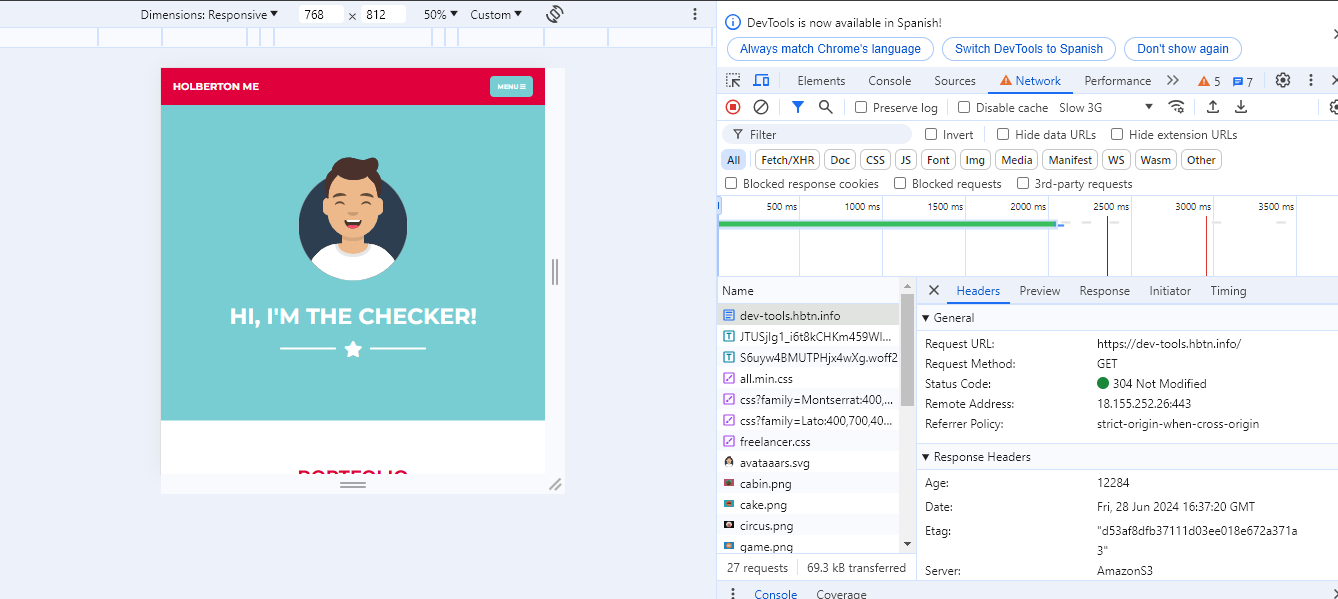 Dimensions: Responsive 768 × 812 50% Custom
HOLBERTON ME
MENU
HI, I'M THE CHECKER!
DevTools is now available in Spanish!
Always match Chrome's language Switch DevTools to Spanish Don't show again
Elements Console Sources Network Performance 5 7
Preserve log Disable cache Slow 3G
Filter Invert Hide data URLs Hide extension URLs
All Fetch/XHR Doc CSS JS Font Img Media Manifest WS Wasm Other
Blocked response cookies Blocked requests 3rd-party requests
500 ms 1000 ms 1500 ms 2000 ms 2500 ms 3000 ms 3500 ms
Name
dev-tools.hbtn.info
JTUSjIg1_i6t8kCHKm459Wl...
S6uyw4BMUTPHjx4wXg.woff2
all.min.css
css?family=Montserrat:400,...
css?family=Lato:400,700,40...
freelancer.css
avataaars.svg
cabin.png
cake.png
circus.png
game.png
27 requests 69.3 kB transferred
Headers Preview Response Initiator Timing
General
Request URL: https://dev-tools.hbtn.info/
Request Method: GET
Status Code: 304 Not Modified
Remote Address: 18.155.252.26:443
Referrer Policy: strict-origin-when-cross-origin
Response Headers
Age: 12284
Date: Fri, 28 Jun 2024 16:37:20 GMT
Etag: "d53af8dfb37111d03ee018e672a371a
3"
Server: AmazonS3
Console Coverage